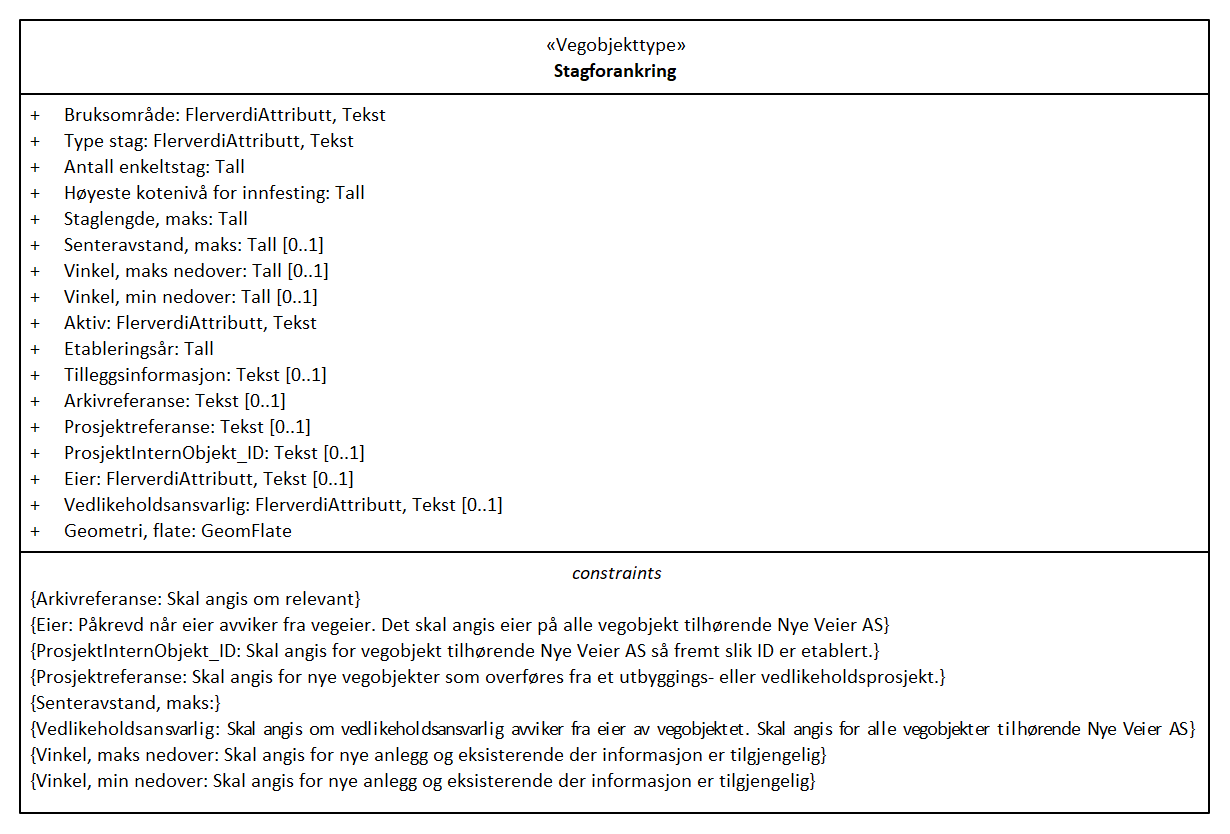 «Vegobjekttype»
Stagforankring
+ Bruksområde: FlerverdiAttributt, Tekst
+ Type stag: FlerverdiAttributt, Tekst
+ Antall enkeltstag: Tall
+ Høyeste kotenivå for innfesting: Tall
+ Staglengde, maks: Tall
+ Senteravstand, maks: Tall [0..1]
+ Vinkel, maks nedover: Tall [0..1]
+ Vinkel, min nedover: Tall [0..1]
+ Aktiv: FlerverdiAttributt, Tekst
+ Etableringsår: Tall
+ Tilleggsinformasjon: Tekst [0..1]
+ Arkivreferanse: Tekst [0..1]
+ Prosjektreferanse: Tekst [0..1]
+ ProsjektInternObjekt_ID: Tekst [0..1]
+ Eier: FlerverdiAttributt, Tekst [0..1]
+ Vedlikeholdsansvarlig: FlerverdiAttributt, Tekst [0..1]
+ Geometri, flate: GeomFlate
constraints
{Arkivreferanse: Skal angis om relevant}
{Eier: Påkrevd når eier avviker fra vegeier. Det skal angis eier på alle vegobjekt tilhørende Nye Veier AS}
{ProsjektInternObjekt_ID: Skal angis for vegobjekt tilhørende Nye Veier AS så fremt slik ID er etablert.}
{Prosjektreferanse: Skal angis for nye vegobjekter som overføres fra et utbyggings- eller vedlikeholdsprosjekt.}
{Senteravstand, maks:}
{Vedlikeholdsansvarlig: Skal angis om vedlikeholdsansvarlig avviker fra eier av vegobjektet. Skal angis for alle vegobjekter tilhørende Nye Veier AS}
{Vinkel, maks nedover: Skal angis for nye anlegg og eksisterende der informasjon er tilgjengelig}
{Vinkel, min nedover: Skal angis for nye anlegg og eksisterende der informasjon er tilgjengelig}